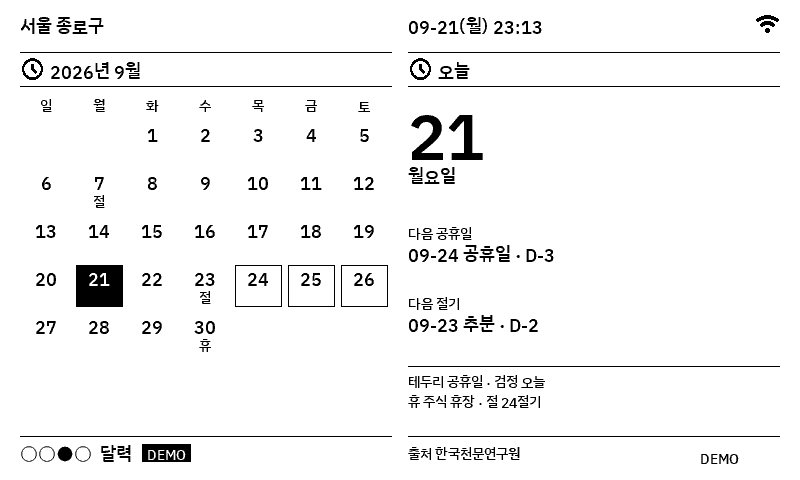 서울 종로구
09-21(월) 23:13
2026년 9월
일 월 화 수 목 금 토
1 2 3 4 5
6 7 8 9 10 11 12
절
13 14 15 16 17 18 19
20 21 22 23 24 25 26
절
27 28 29 30
휴
달력 DEMO
오늘
21
월요일
다음 공휴일
09-24 공휴일 · D-3
다음 절기
09-23 추분 · D-2
테두리 공휴일 · 검정 오늘
휴 주식 휴장 · 절 24절기
출처 한국천문연구원
DEMO